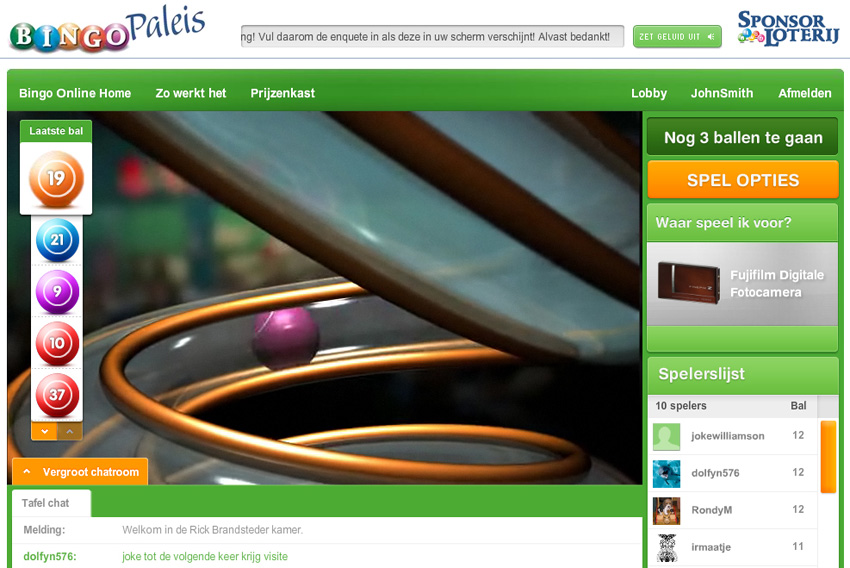 BINGO Paleis
ng! Vul daarom de enquete in als deze in uw scherm verschijnt! Alvast bedankt!
ZET GELUID UIT
SPONSOR LOTERIJ
Bingo Online Home Zo werkt het Prijzenkast Lobby JohnSmith Afmelden
Laatste bal
19
21
9
10
37
Vergroot chatroom
Tafel chat
Melding: Welkom in de Rick Brandsteder kamer.
dolfyn576: joke tot de volgende keer krijg visite
Nog 3 ballen te gaan
SPEL OPTIES
Waar speel ik voor?
Fujifilm Digitale
Fotocamera
Spelerslijst
10 spelers Bal
jokewilliamson 12
dolfyn576 12
RondyM 12
irmaatje 11